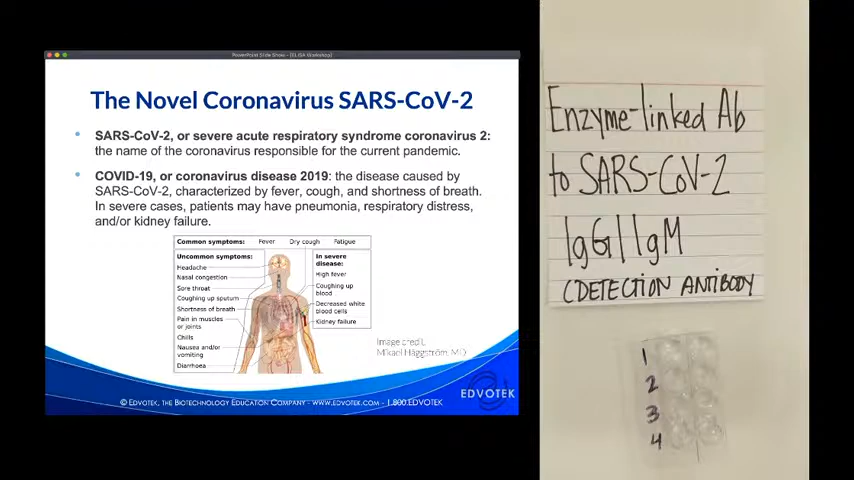 PowerPoint Slide Show - [ELISA Workshop]
The Novel Coronavirus SARS-CoV-2
• SARS-CoV-2, or severe acute respiratory syndrome coronavirus 2:
the name of the coronavirus responsible for the current pandemic.
• COVID-19, or coronavirus disease 2019: the disease caused by
SARS-CoV-2, characterized by fever, cough, and shortness of breath.
In severe cases, patients may have pneumonia, respiratory distress,
and/or kidney failure.
Common symptoms: Fever Dry cough Fatigue
Uncommon symptoms:
Headache
Nasal congestion
Sore throat
Coughing up sputum
Shortness of breath
Pain in muscles
or joints
Chills
Nausea and/or
vomiting
Diarrhoea
In severe
disease:
High fever
Coughing up
blood
Decreased white
blood cells
Kidney failure
Image credit:
Mikael Häggström, MD
EDVOTEK
© EDVOTEK, THE BIOTECHNOLOGY EDUCATION COMPANY - WWW.EDVOTEK.COM - 1.800.EDVOTEK
Enzyme-linked Ab
to SARS-CoV-2
IgG/IgM
(DETECTION ANTIBODY
1
2
3
4